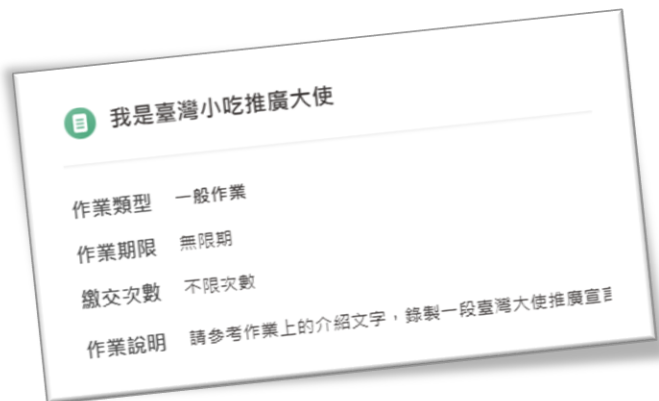 我是臺灣小吃推廣大使
作業類型 一般作業
作業期限 無限期
繳交次數 不限次數
作業說明 請參考作業上的介紹文字，錄製一段臺灣大使推廣宣言